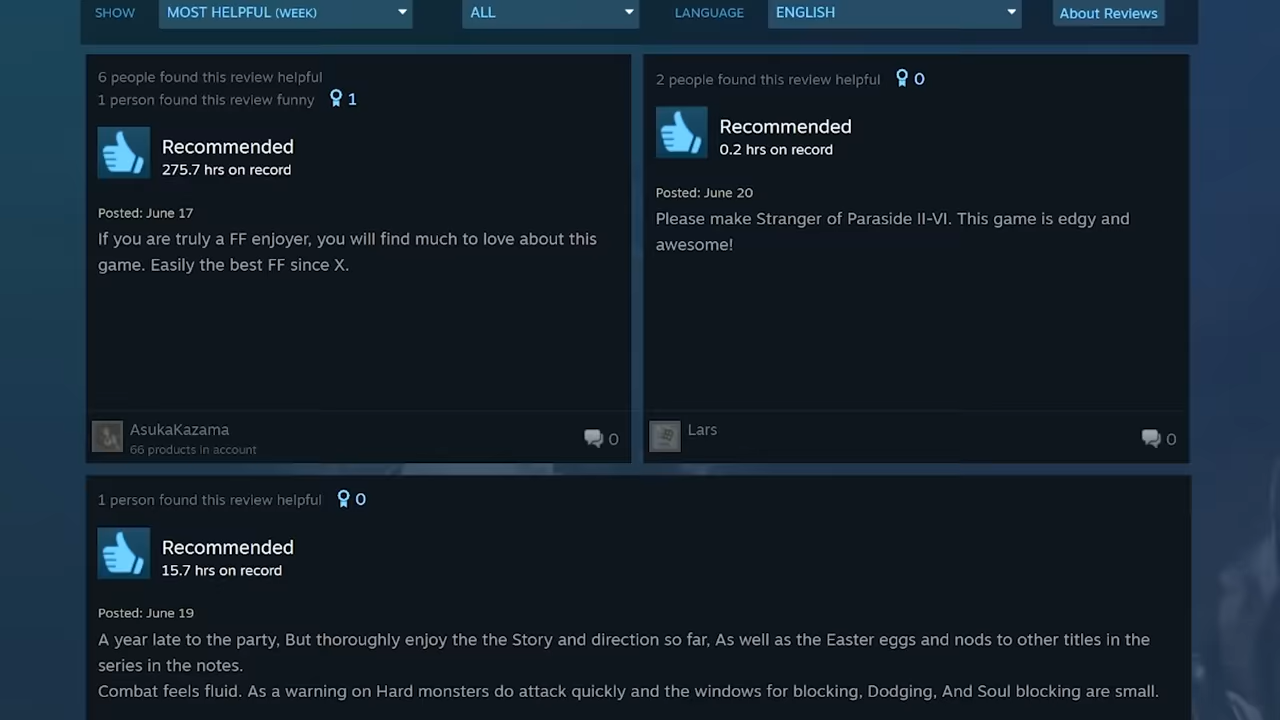 SHOW
MOST HELPFUL (WEEK)
ALL
LANGUAGE
ENGLISH
About Reviews
6 people found this review helpful
1 person found this review funny 1
Recommended
275.7 hrs on record
Posted: June 17
If you are truly a FF enjoyer, you will find much to love about this
game. Easily the best FF since X.
AsukaKazama
66 products in account
0
2 people found this review helpful 0
Recommended
0.2 hrs on record
Posted: June 20
Please make Stranger of Paraside II-VI. This game is edgy and
awesome!
Lars
0
1 person found this review helpful 0
Recommended
15.7 hrs on record
Posted: June 19
A year late to the party, But thoroughly enjoy the the Story and direction so far, As well as the Easter eggs and nods to other titles in the
series in the notes.
Combat feels fluid. As a warning on Hard monsters do attack quickly and the windows for blocking, Dodging, And Soul blocking are small.